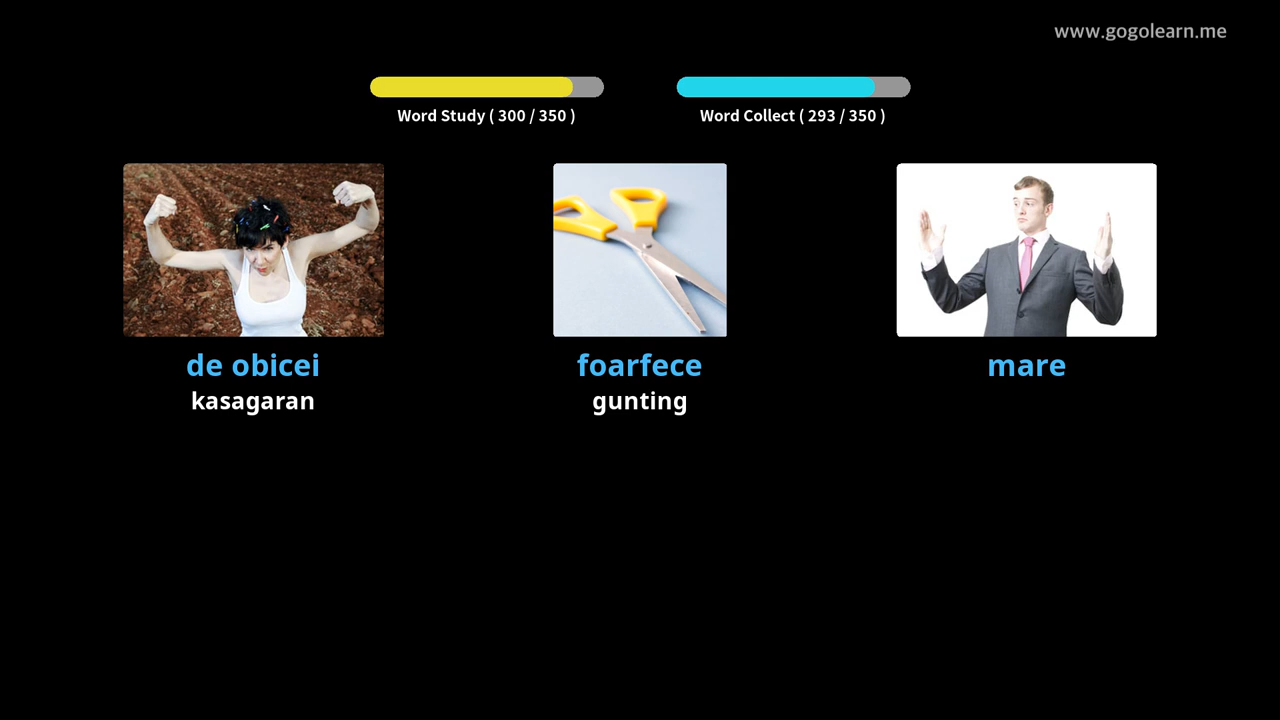 www.gogolearn.me
Word Study ( 300 / 350 )
Word Collect ( 293 / 350 )
de obicei
kasagaran
foarfece
gunting
mare